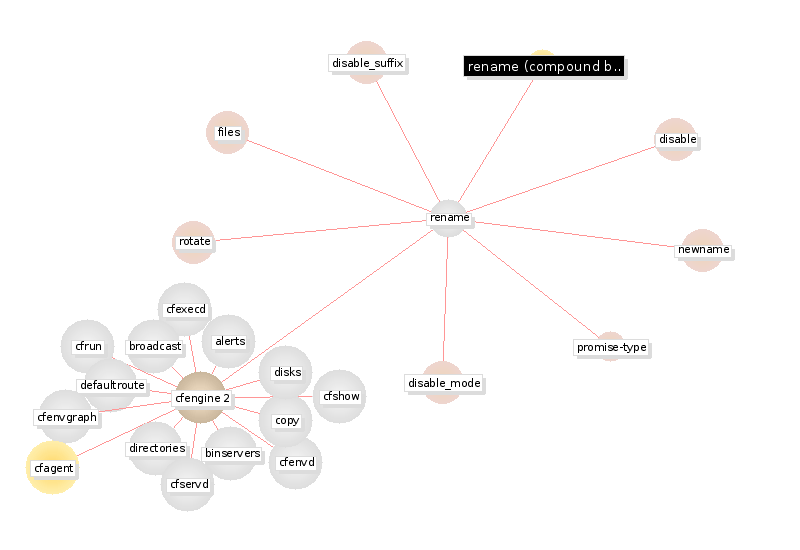 disable_suffix
rename (compound b..
files
disable
rename
rotate
newname
cfexecd
alerts
cfrun
broadcast
promise-type
disks
defaultroute
disable_mode
cfengine 2
cfshow
cfenvgraph
copy
directories
binservers
cfagent
cfenvd
cfservd